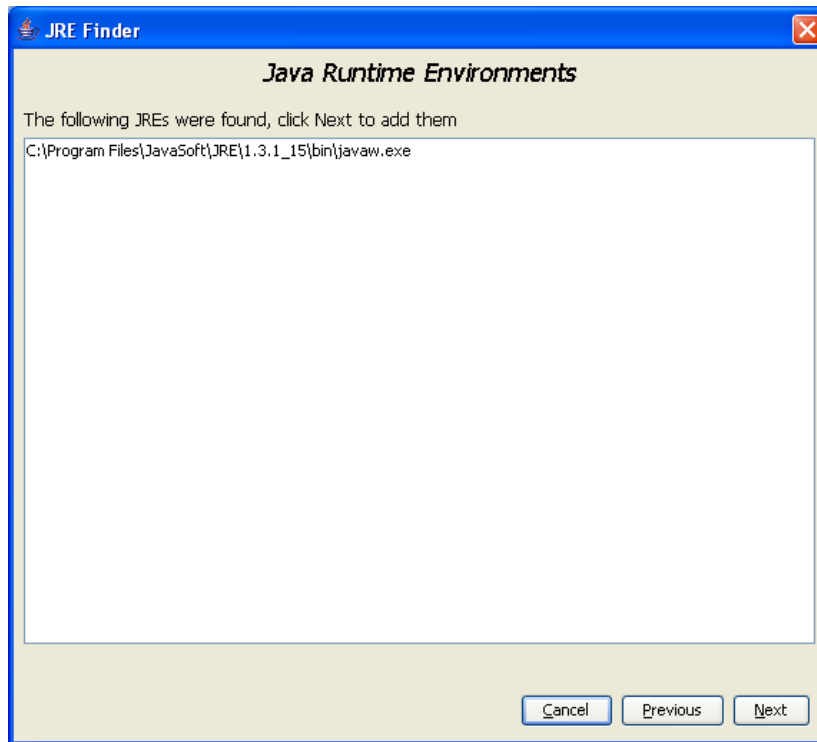 JRE Finder
Java Runtime Environments
The following JREs were found, click Next to add them
C:\Program Files\JavaSoft\JRE\1.3.1_15\bin\javaw.exe
Cancel Previous Next